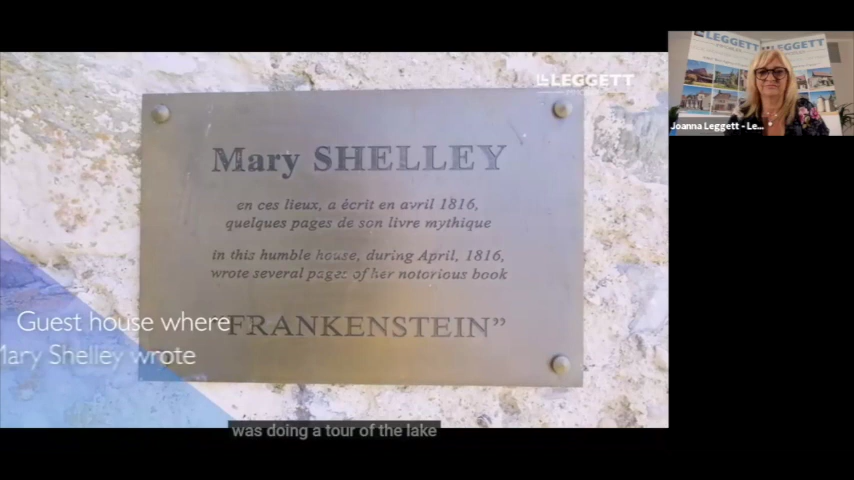 LEGGETT
Mary SHELLEY
en ces lieux, a écrit en avril 1816,
quelques pages de son livre mythique
in this humble house, during April, 1816,
wrote several pages of her notorious book
FRANKENSTEIN”
Guest house where
Mary Shelley wrote
was doing a tour of the lake
LEGGETT
LEGGETT
Joanna Leggett - Le...